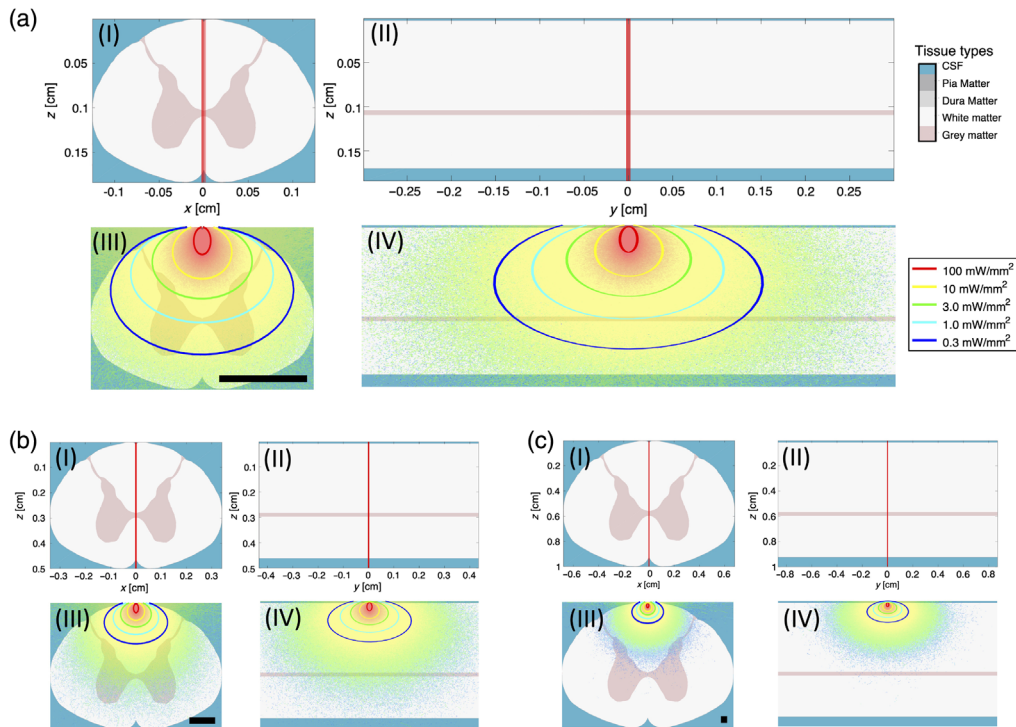 (a)
(I)
(II)
z [cm]
0.05
0.1
0.15
-0.1 -0.05 0 0.05 0.1
x [cm]
z [cm]
0.05
0.1
0.15
-0.25 -0.2 -0.15 -0.1 -0.05 0 0.05 0.1 0.15 0.2 0.25
y [cm]
Tissue types
CSF
Pia Matter
Dura Matter
White matter
Grey matter
(III)
(IV)
100 mW/mm²
10 mW/mm²
3.0 mW/mm²
1.0 mW/mm²
0.3 mW/mm²
(b)
(I)
(II)
z [cm]
0.1
0.2
0.3
0.4
0.5
-0.3 -0.2 -0.1 0 0.1 0.2 0.3
x [cm]
z [cm]
0.1
0.2
0.3
0.4
0.5
-0.4 -0.3 -0.2 -0.1 0 0.1 0.2 0.3 0.4
y [cm]
(III)
(IV)
(c)
(I)
(II)
z [cm]
0.2
0.4
0.6
0.8
1
-0.6 -0.4 -0.2 0 0.2 0.4 0.6
x [cm]
z [cm]
0.2
0.4
0.6
0.8
1
-0.8 -0.6 -0.4 -0.2 0 0.2 0.4 0.6 0.8
y [cm]
(III)
(IV)